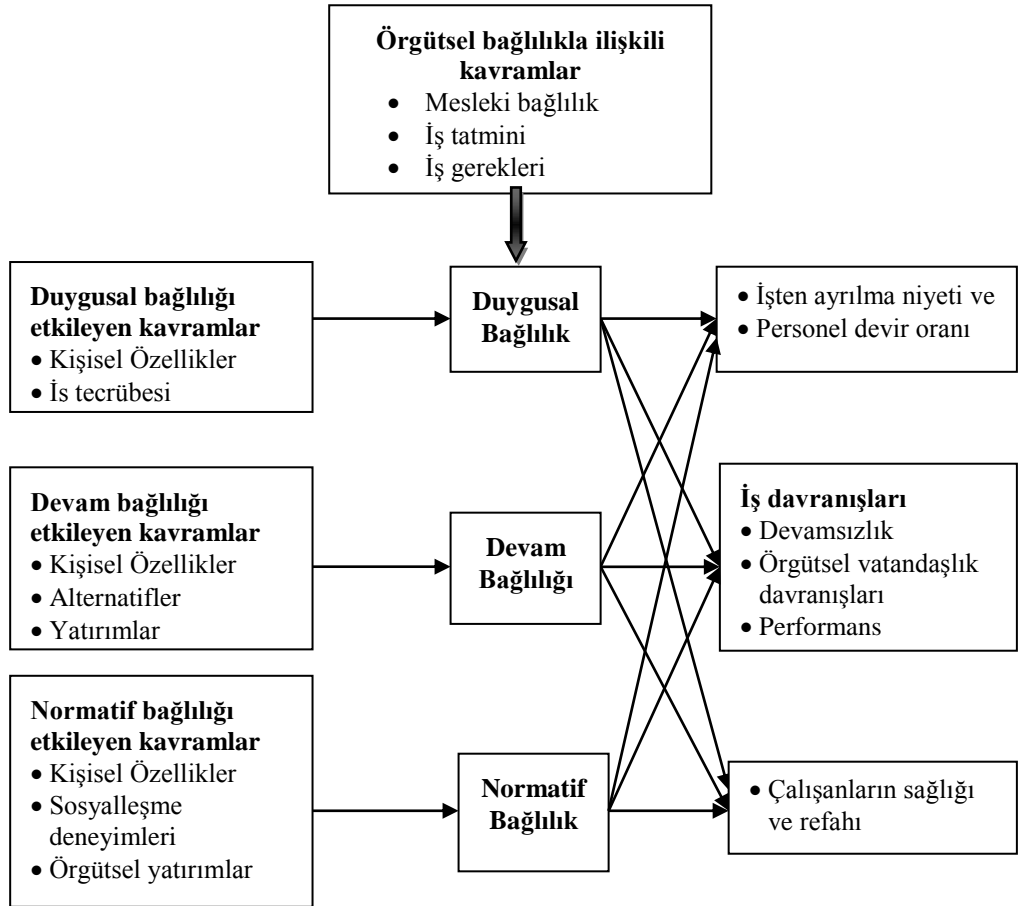 Örgütsel bağlılıkla ilişkili
kavramlar
• Mesleki bağlılık
• İş tatmini
• İş gerekleri
Duygusal bağlılığı
etkileyen kavramlar
• Kişisel Özellikler
• İs tecrübesi
Duygusal
Bağlılık
• İşten ayrılma niyeti ve
• Personel devir oranı
Devam bağlılığı
etkileyen kavramlar
• Kişisel Özellikler
• Alternatifler
• Yatırımlar
Devam
Bağlılığı
İş davranışları
• Devamsızlık
• Örgütsel vatandaşlık
davranışları
• Performans
Normatif bağlılığı
etkileyen kavramlar
• Kişisel Özellikler
• Sosyalleşme
deneyimleri
• Örgütsel yatırımlar
Normatif
Bağlılık
• Çalışanların sağlığı
ve refahı